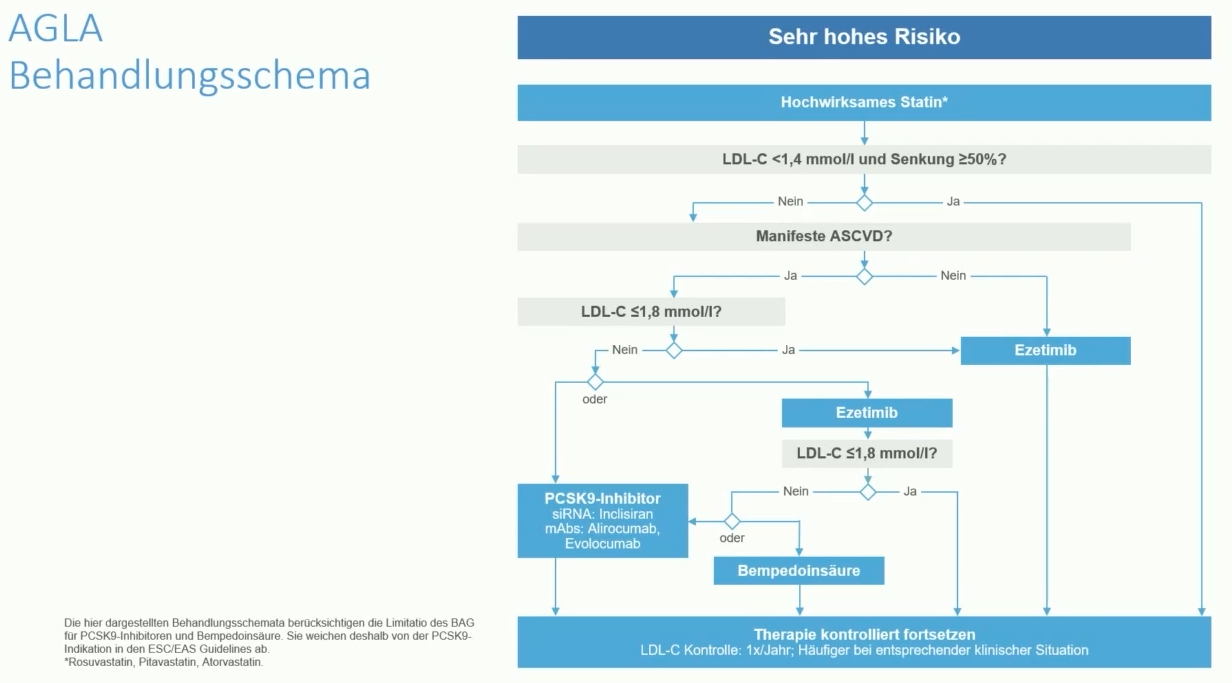 AGLA
Behandlungsschema
Sehr hohes Risiko
Hochwirksames Statin*
LDL-C <1,4 mmol/l und Senkung ≥50%?
Nein
Ja
Manifeste ASCVD?
Ja
Nein
LDL-C ≤1,8 mmol/l?
Nein
Ja
Ezetimib
oder
Ezetimib
LDL-C ≤1,8 mmol/l?
Nein
Ja
PCSK9-Inhibitor
siRNA: Inclisiran
mAbs: Alirocumab,
Evolocumab
oder
Bempedoinsäure
Therapie kontrolliert fortsetzen
LDL-C Kontrolle: 1x/Jahr; Häufiger bei entsprechender klinischer Situation
Die hier dargestellten Behandlungsschemata berücksichtigen die Limitatio des BAG
für PCSK9-Inhibitoren und Bempedoinsäure. Sie weichen deshalb von der PCSK9-
Indikation in den ESC/EAS Guidelines ab.
*Rosuvastatin, Pitavastatin, Atorvastatin.